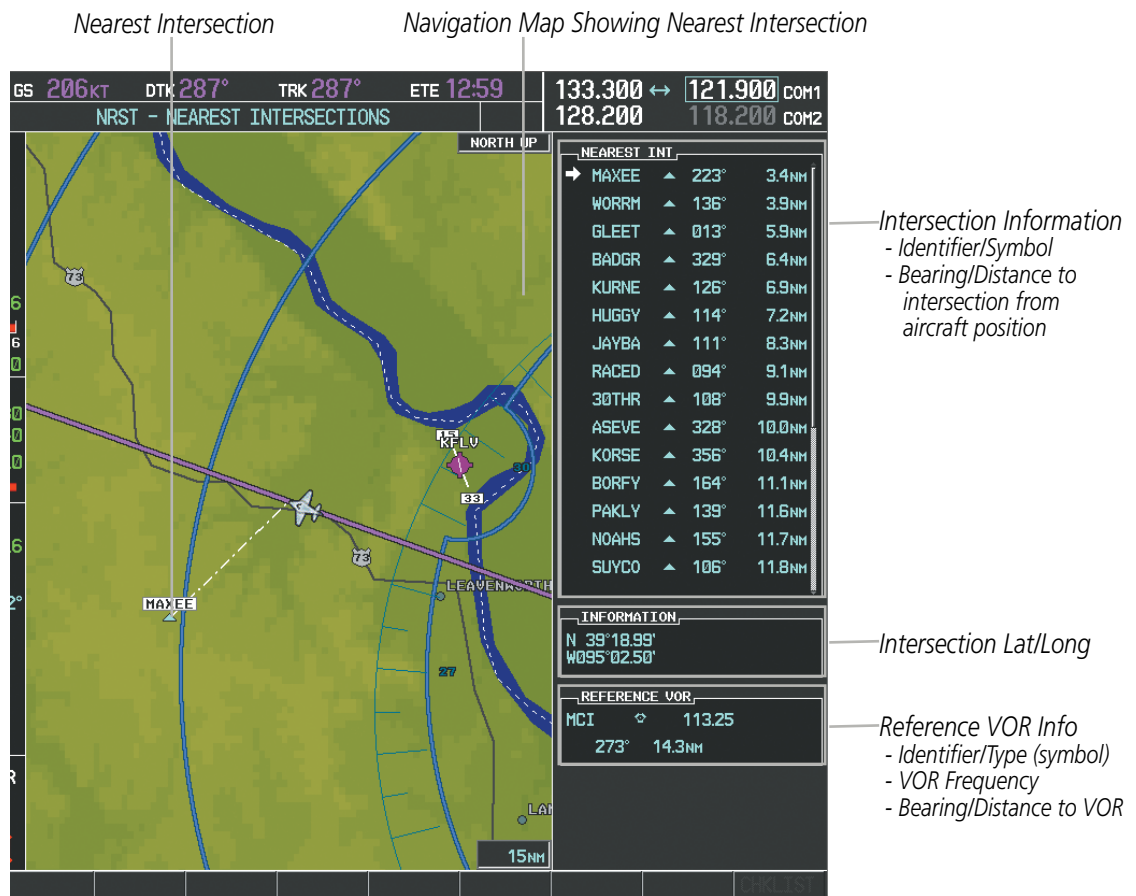 Nearest Intersection
Navigation Map Showing Nearest Intersection
GS 206KT DTK 287° TRK 287° ETE 12:59
133.300 ↔ 121.900 COM1
128.200 118.200 COM2
NRST - NEAREST INTERSECTIONS
NORTH UP
NEAREST INT
MAXEE 223° 3.4NM
WORRM 136° 3.9NM
GLEET 013° 5.9NM
BADGR 329° 6.4NM
KURNE 126° 6.9NM
HUGGY 114° 7.2NM
JAYBA 111° 8.3NM
RACED 094° 9.1NM
30THR 108° 9.9NM
ASEVE 328° 10.0NM
KORSE 356° 10.4NM
BORFY 164° 11.1NM
PAKLY 139° 11.6NM
NOAHS 155° 11.7NM
SUYCO 106° 11.8NM
Intersection Information
- Identifier/Symbol
- Bearing/Distance to
intersection from
aircraft position
73
15
KFLV
30
33
73
LEAVENWORTH
MAXEE
27
15NM
INFORMATION
N 39°18.99'
W095°02.50'
Intersection Lat/Long
REFERENCE VOR
MCI 113.25
273° 14.3NM
Reference VOR Info
- Identifier/Type (symbol)
- VOR Frequency
- Bearing/Distance to VOR
CHKLIST